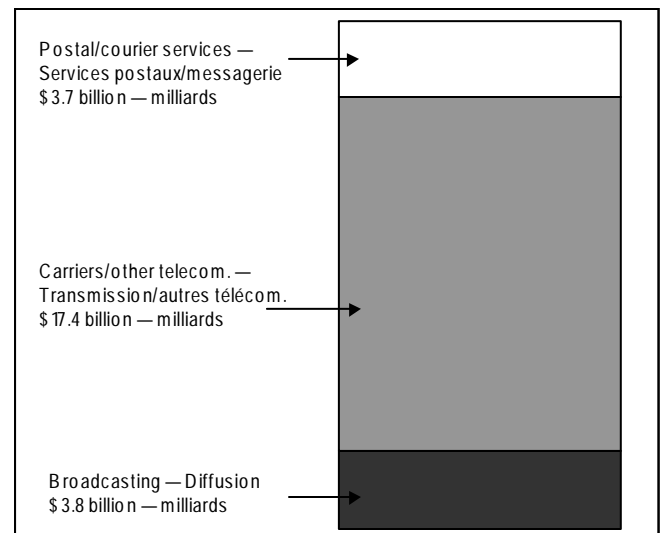 Postal/courier services —
Services postaux/messagerie
$3.7 billion — milliards
Carriers/other telecom. —
Transmission/autres télécom.
$17.4 billion — milliards
Broadcasting — Diffusion
$3.8 billion — milliards